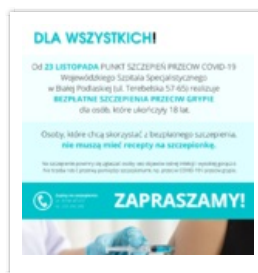 DLA WSZYSTKICH!
Od 23 LISTOPADA PUNKT SZCZEPIEŃ PRZECIW COVID-19
Wojewódzkiego Szpitala Specjalistycznego
w Białej Podlaskiej (ul. Terebelska 57-65) realizuje
BEZPŁATNE SZCZEPIENIA PRZECIW GRYPIE
dla osób, które ukończyły 18 lat.
Osoby, które chcą skorzystać z bezpłatnego szczepienia,
nie muszą mieć recepty na szczepionkę.
ZAPRASZAMY!